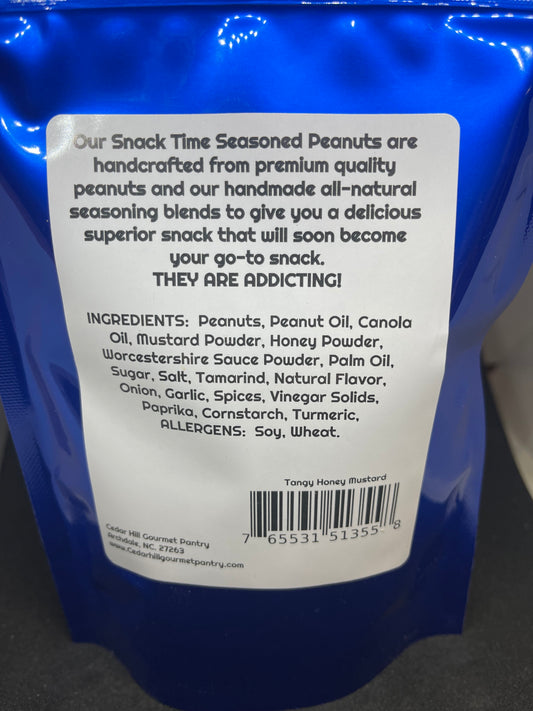 Our Snack Time Seasoned Peanuts are
handcrafted from premium quality
peanuts and our handmade all-natural
seasoning blends to give you a delicious
superior snack that will soon become
your go-to snack.
THEY ARE ADDICTING!
INGREDIENTS: Peanuts, Peanut Oil, Canola
Oil, Mustard Powder, Honey Powder,
Worcestershire Sauce Powder, Palm Oil,
Sugar, Salt, Tamarind, Natural Flavor,
Onion, Garlic, Spices, Vinegar Solids,
Paprika, Cornstarch, Turmeric,
ALLERGENS: Soy, Wheat.
Tangy Honey Mustard
7 65531 51355 8
Cedar Hill Gourmet Pantry
Archdale, NC. 27263
www.Cedarhillgourmetpantry.com